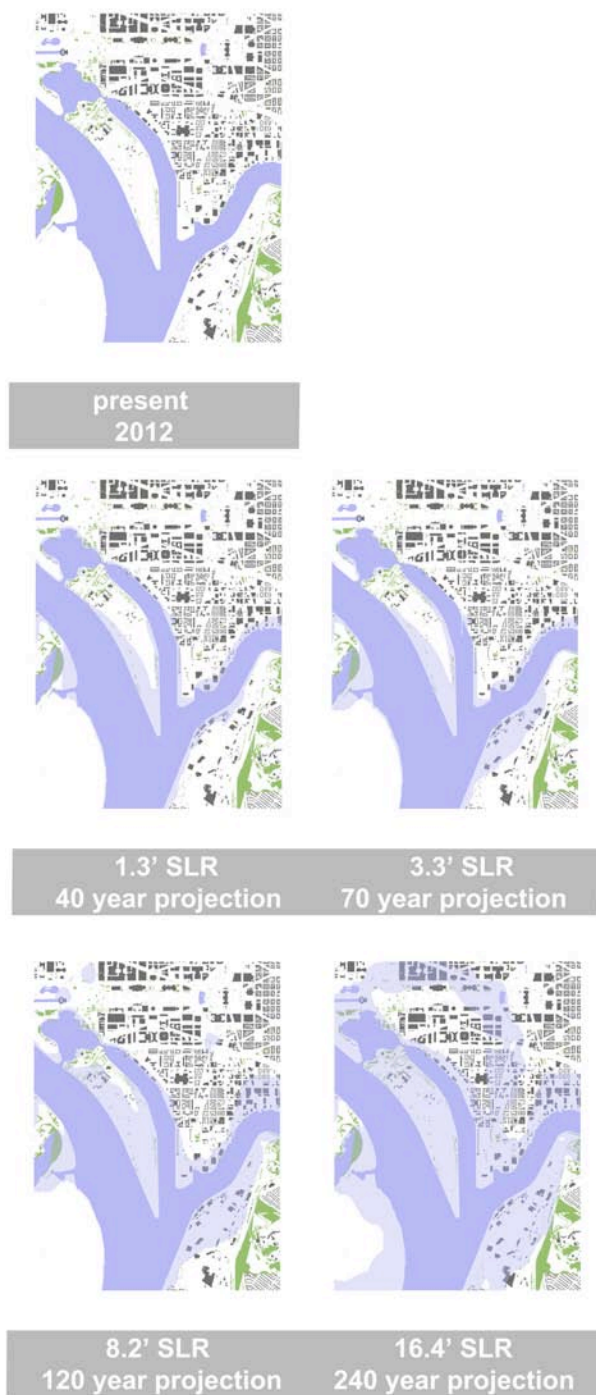 present
2012
1.3' SLR
40 year projection
3.3' SLR
70 year projection
8.2' SLR
120 year projection
16.4' SLR
240 year projection